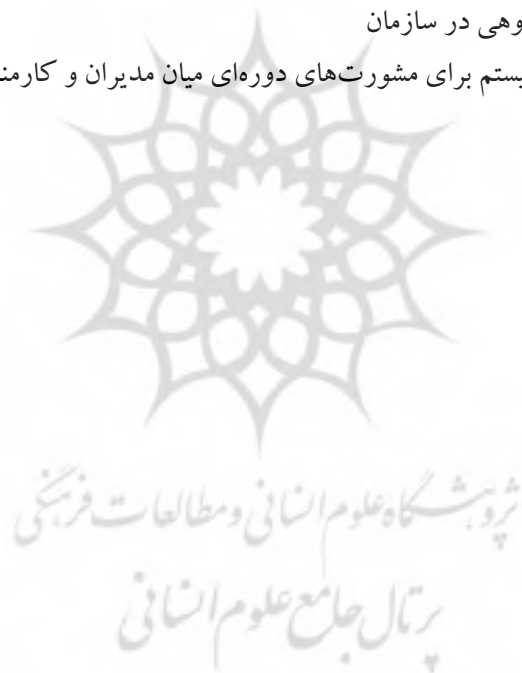 وهی در سازمان
یستم برای مشورت‌های دوره‌ای میان مدیران و کارمند
پژوهشگاه علوم انسانی و مطالعات فرهنگی
پرتال جامع علوم انسانی